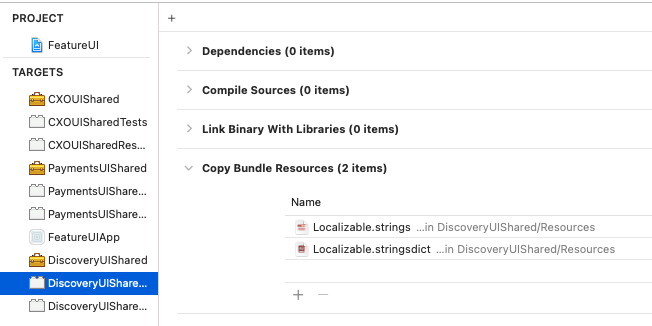 PROJECT
FeatureUI
TARGETS
CXOUIShared
CXOUISharedTests
CXOUISharedRes...
PaymentsUIShared
PaymentsUIShare...
PaymentsUIShare...
FeatureUIApp
DiscoveryUIShared
DiscoveryUIShare...
DiscoveryUIShare...
+
Dependencies (0 items)
Compile Sources (0 items)
Link Binary With Libraries (0 items)
Copy Bundle Resources (2 items)
Name
Localizable.strings ...in DiscoveryUIShared/Resources
Localizable.stringsdict ...in DiscoveryUIShared/Resources
+ −